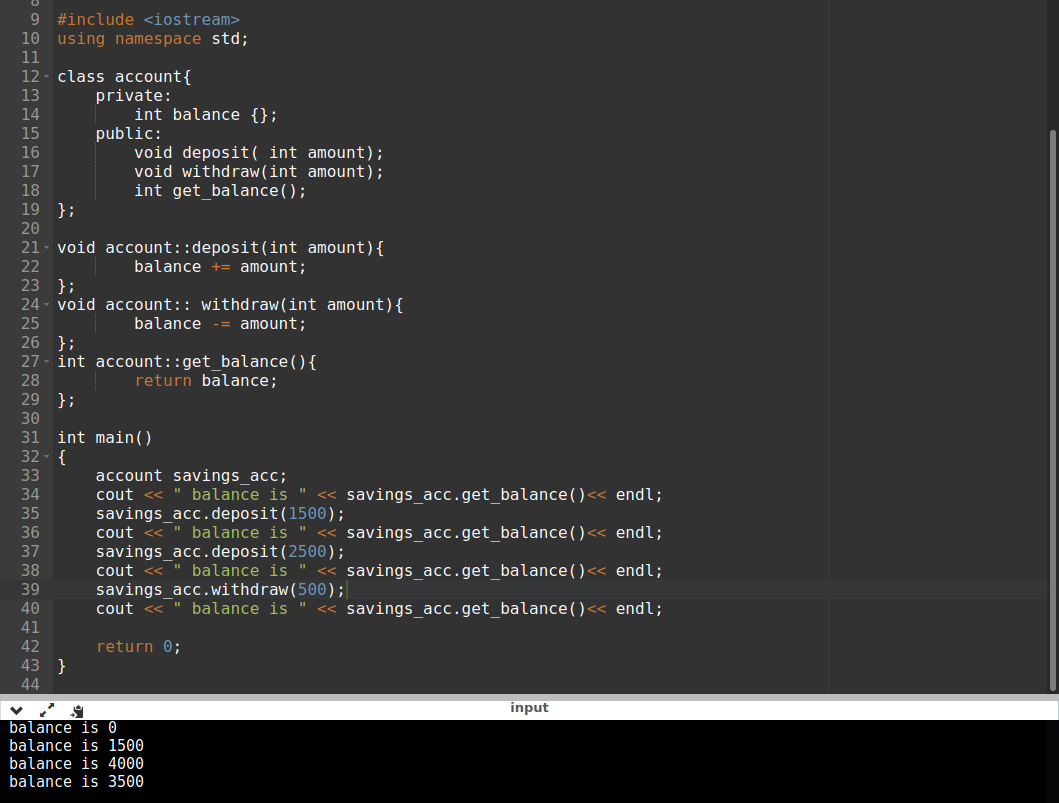 8
9 #include <iostream>
10 using namespace std;
11
12 class account{
13     private:
14         int balance {};
15     public:
16         void deposit( int amount);
17         void withdraw(int amount);
18         int get_balance();
19 };
20
21 void account::deposit(int amount){
22         balance += amount;
23 };
24 void account:: withdraw(int amount){
25         balance -= amount;
26 };
27 int account::get_balance(){
28         return balance;
29 };
30
31 int main()
32 {
33     account savings_acc;
34     cout << " balance is " << savings_acc.get_balance()<< endl;
35     savings_acc.deposit(1500);
36     cout << " balance is " << savings_acc.get_balance()<< endl;
37     savings_acc.deposit(2500);
38     cout << " balance is " << savings_acc.get_balance()<< endl;
39     savings_acc.withdraw(500);
40     cout << " balance is " << savings_acc.get_balance()<< endl;
41
42     return 0;
43 }
44
input
balance is 0
balance is 1500
balance is 4000
balance is 3500